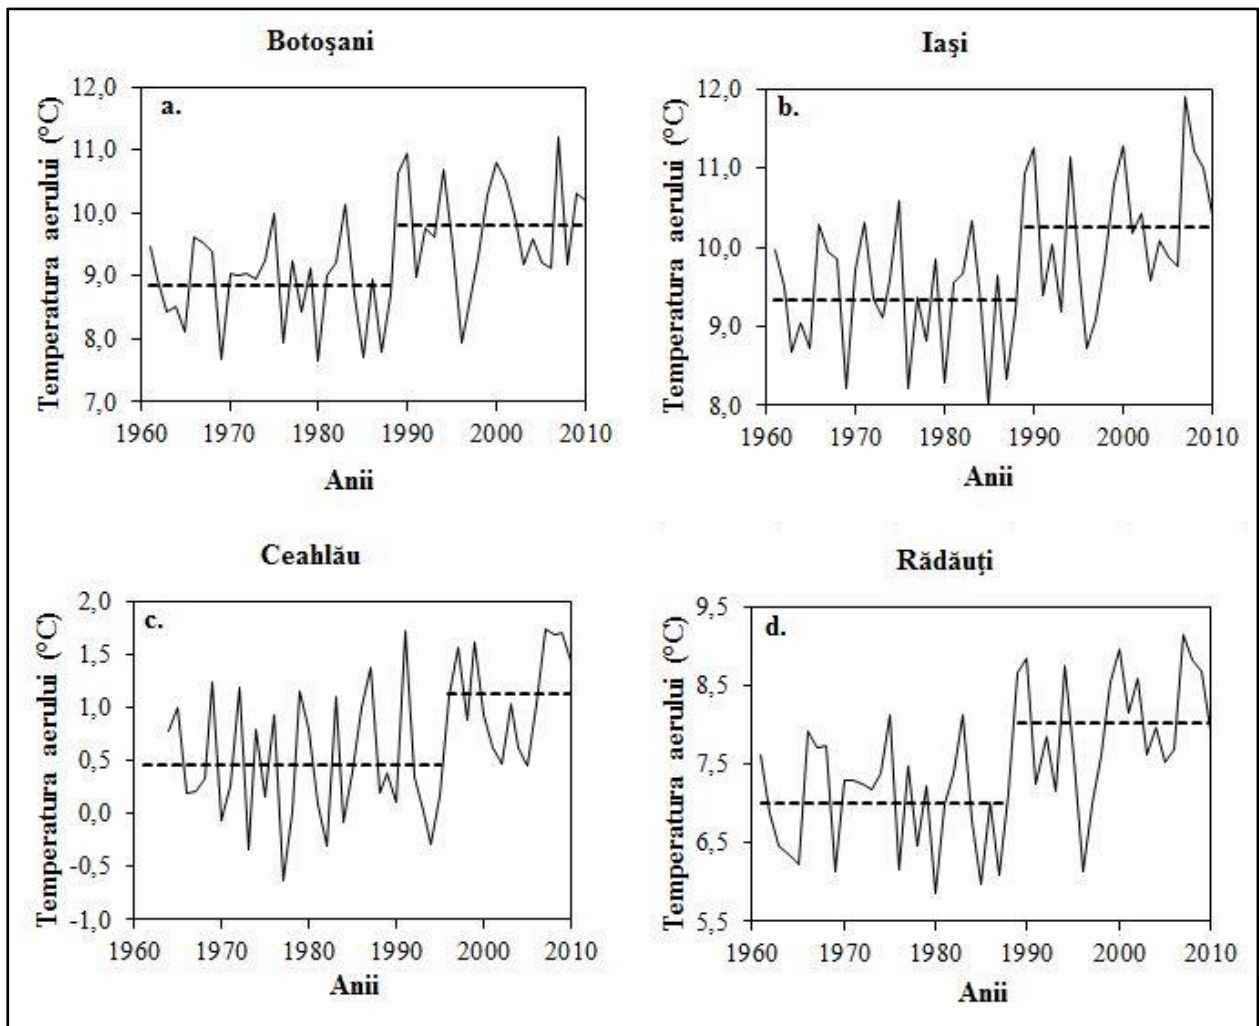 Botoşani
a.
Temperatura aerului (°C)
12,0
11,0
10,0
9,0
8,0
7,0
1960 1970 1980 1990 2000 2010
Anii
Iaşi
b.
Temperatura aerului (°C)
12,0
11,0
10,0
9,0
8,0
1960 1970 1980 1990 2000 2010
Anii
Ceahlău
c.
Temperatura aerului (°C)
2,0
1,5
1,0
0,5
0,0
-0,5
-1,0
1960 1970 1980 1990 2000 2010
Anii
Rădăuţi
d.
Temperatura aerului (°C)
9,5
8,5
7,5
6,5
5,5
1960 1970 1980 1990 2000 2010
Anii